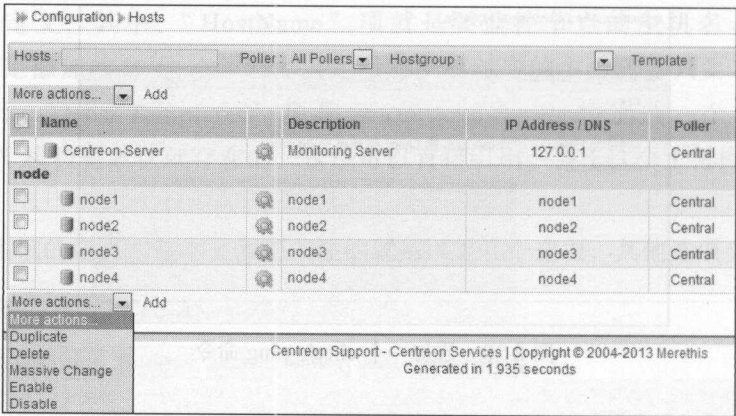 Configuration Hosts
Hosts : Poller : All Pollers Hostgroup : Template :
More actions... Add
Name Description IP Address / DNS Poller
Centreon-Server Monitoring Server 127.0.0.1 Central
node
node1 node1 node1 Central
node2 node2 node2 Central
node3 node3 node3 Central
node4 node4 node4 Central
More actions... Add
More actions...
Duplicate
Delete
Massive Change
Enable
Disable
Centreon Support - Centreon Services | Copyright © 2004-2013 Merethis
Generated in 1.935 seconds